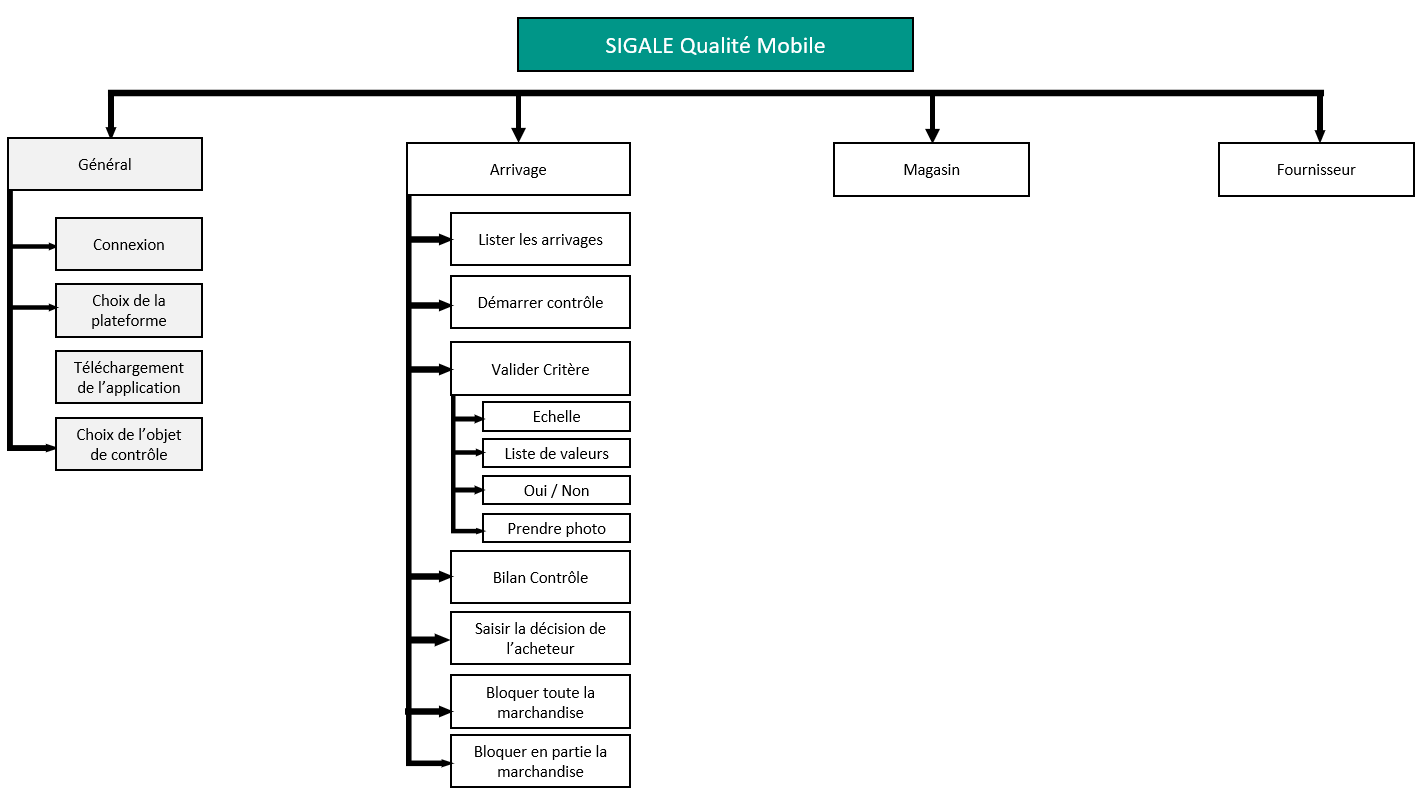 SIGALE Qualité Mobile
Général
Connexion
Choix de la
plateforme
Téléchargement
de l’application
Choix de l’objet
de contrôle
Arrivage
Lister les arrivages
Démarrer contrôle
Valider Critère
Echelle
Liste de valeurs
Oui / Non
Prendre photo
Bilan Contrôle
Saisir la décision de
l’acheteur
Bloquer toute la
marchandise
Bloquer en partie la
marchandise
Magasin
Fournisseur